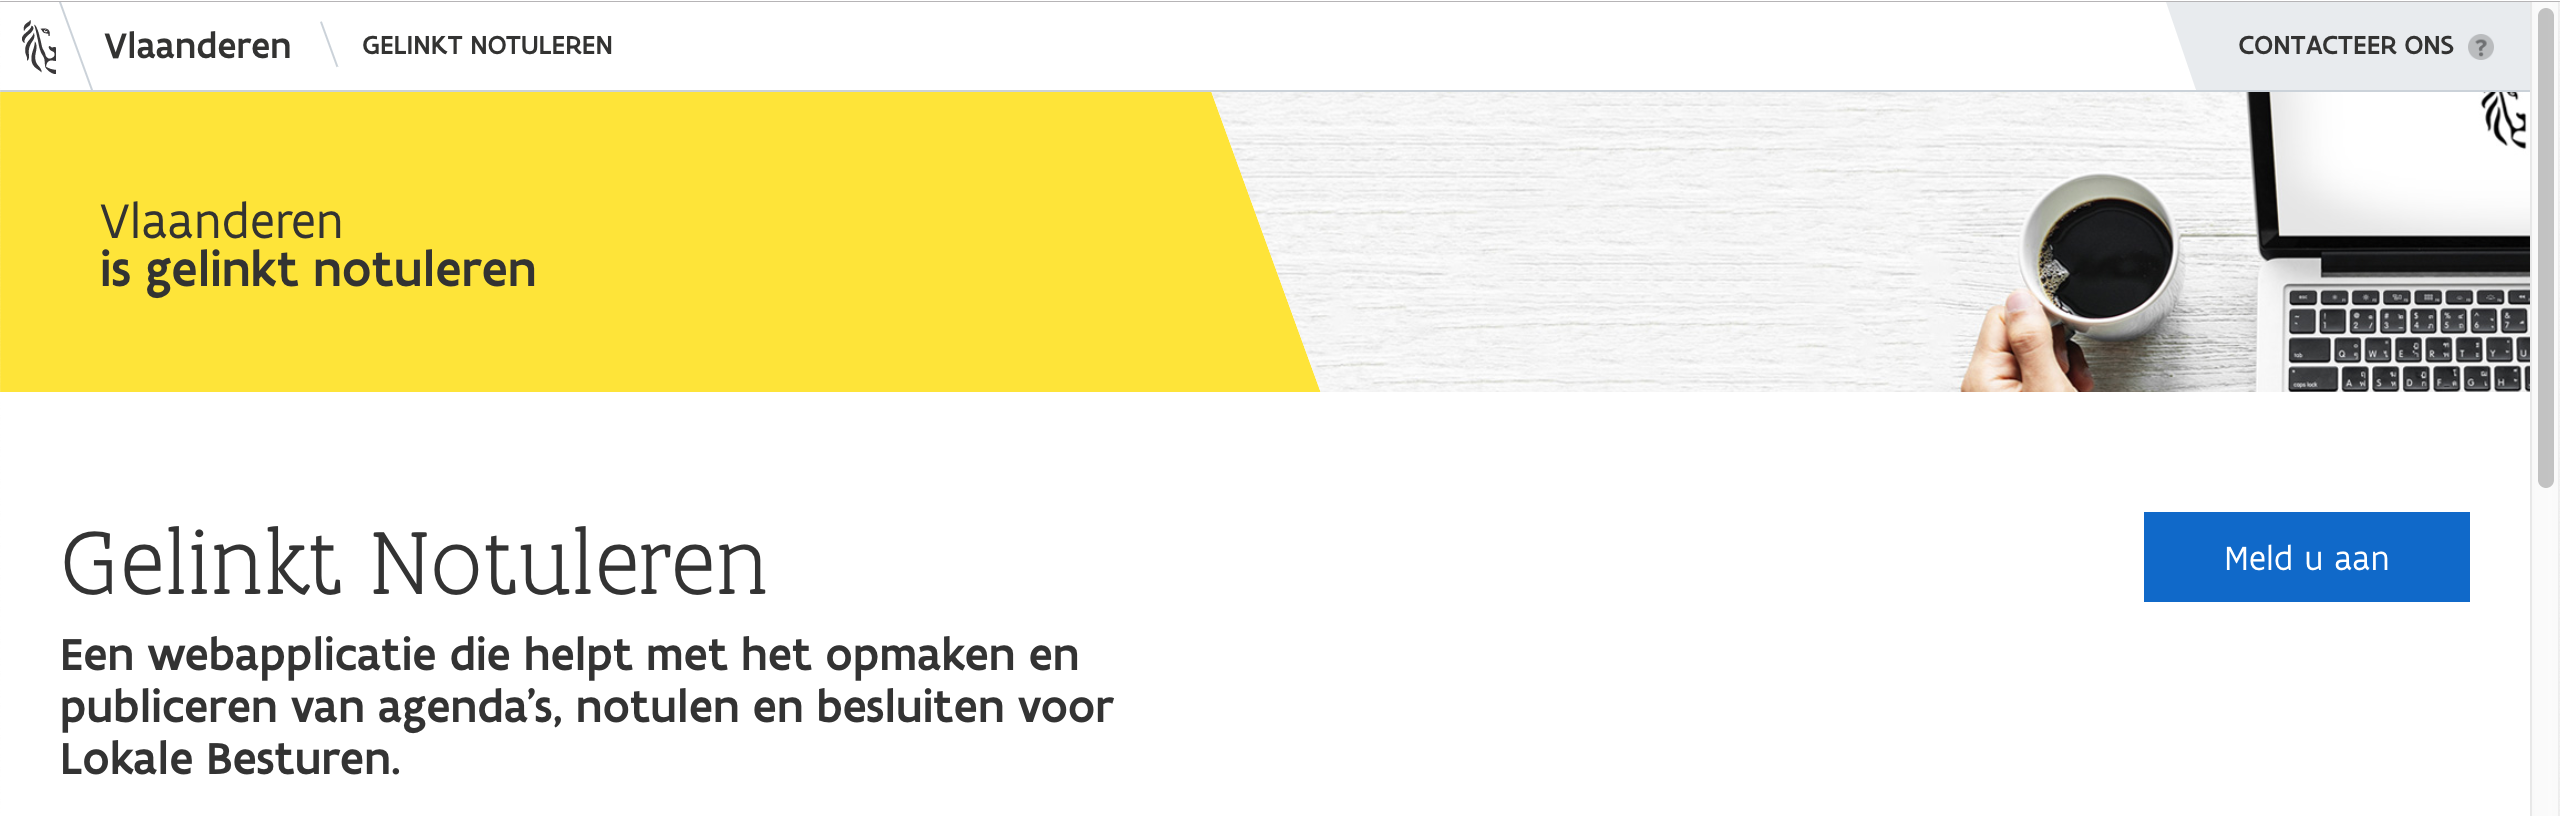 Vlaanderen
GELINKT NOTULEREN
CONTACTEER ONS ?
Vlaanderen
is gelinkt notuleren
Gelinkt Notuleren
Meld u aan
Een webapplicatie die helpt met het opmaken en
publiceren van agenda's, notulen en besluiten voor
Lokale Besturen.